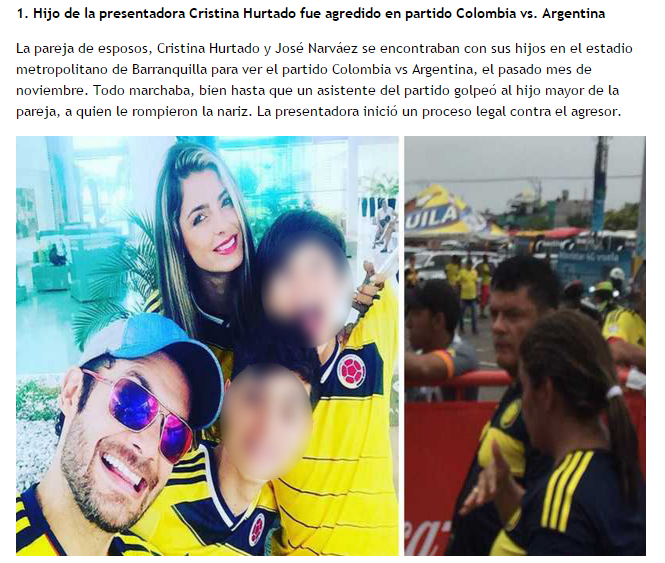 1. Hijo de la presentadora Cristina Hurtado fue agredido en partido Colombia vs. Argentina
La pareja de esposos, Cristina Hurtado y José Narváez se encontraban con sus hijos en el estadio
metropolitano de Barranquilla para ver el partido Colombia vs Argentina, el pasado mes de
noviembre. Todo marchaba, bien hasta que un asistente del partido golpeó al hijo mayor de la
pareja, a quien le rompieron la nariz. La presentadora inició un proceso legal contra el agresor.
UILA
Movistar 4G vuela